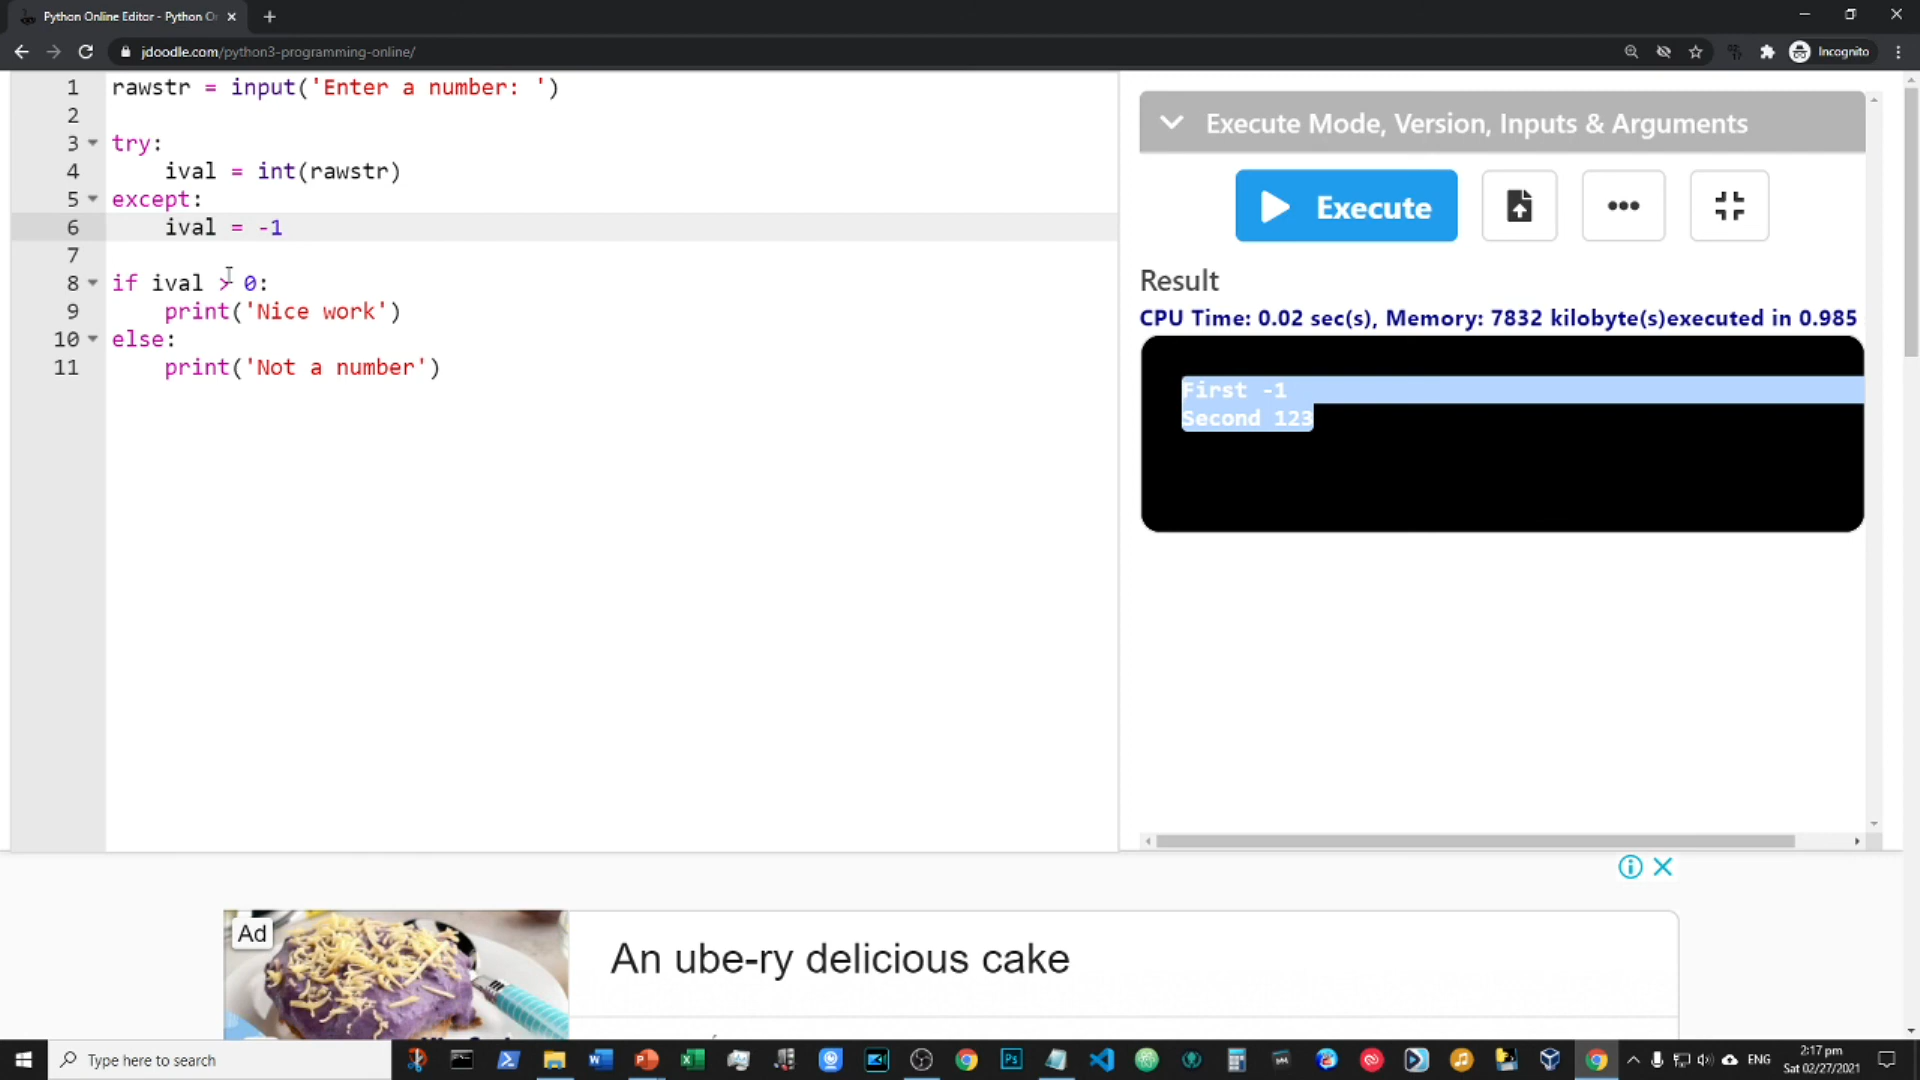 Python Online Editor - Python Or
jdoodle.com/python3-programming-online/
Incognito
1 rawstr = input('Enter a number: ')
2
3 try:
4 ival = int(rawstr)
5 except:
6 ival = -1
7
8 if ival > 0:
9 print('Nice work')
10 else:
11 print('Not a number')
Execute Mode, Version, Inputs & Arguments
Execute
Result
CPU Time: 0.02 sec(s), Memory: 7832 kilobyte(s)executed in 0.985
First -1
Second 123
Ad
An ube-ry delicious cake
Type here to search
ENG
2:17 pm
Sat 02/27/2021